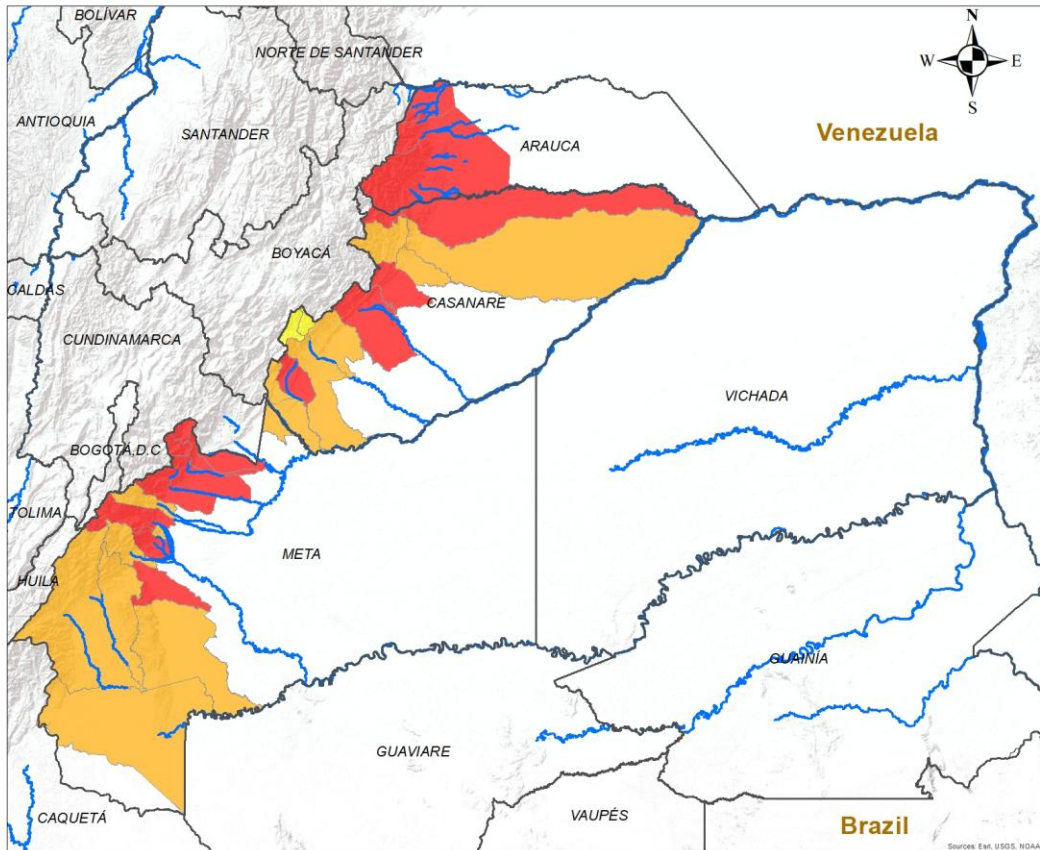 BOLÍVAR
NORTE DE SANTANDER
N
W E
S
ANTIOQUIA
SANTANDER
ARAUCA
Venezuela
BOYACÁ
CALDAS
CASANARE
CUNDINAMARCA
VICHADA
BOGOTÁ,D.C
TOLIMA
META
HUILA
GUAINÍA
GUAVIARE
CAQUETÁ
VAUPÉS
Brazil
Sources: Esri, USGS, NOAA